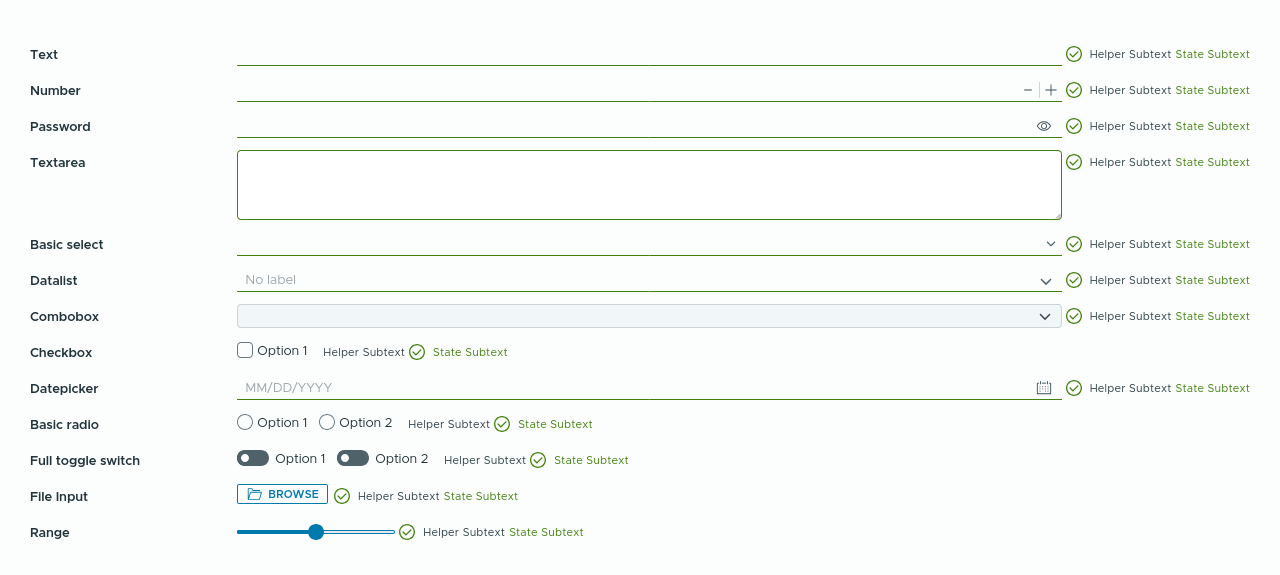 Text Helper Subtext State Subtext
Number Helper Subtext State Subtext
Password Helper Subtext State Subtext
Textarea Helper Subtext State Subtext
Basic select Helper Subtext State Subtext
Datalist No label Helper Subtext State Subtext
Combobox Helper Subtext State Subtext
Checkbox Option 1 Helper Subtext State Subtext
Datepicker MM/DD/YYYY Helper Subtext State Subtext
Basic radio Option 1 Option 2 Helper Subtext State Subtext
Full toggle switch Option 1 Option 2 Helper Subtext State Subtext
File Input BROWSE Helper Subtext State Subtext
Range Helper Subtext State Subtext